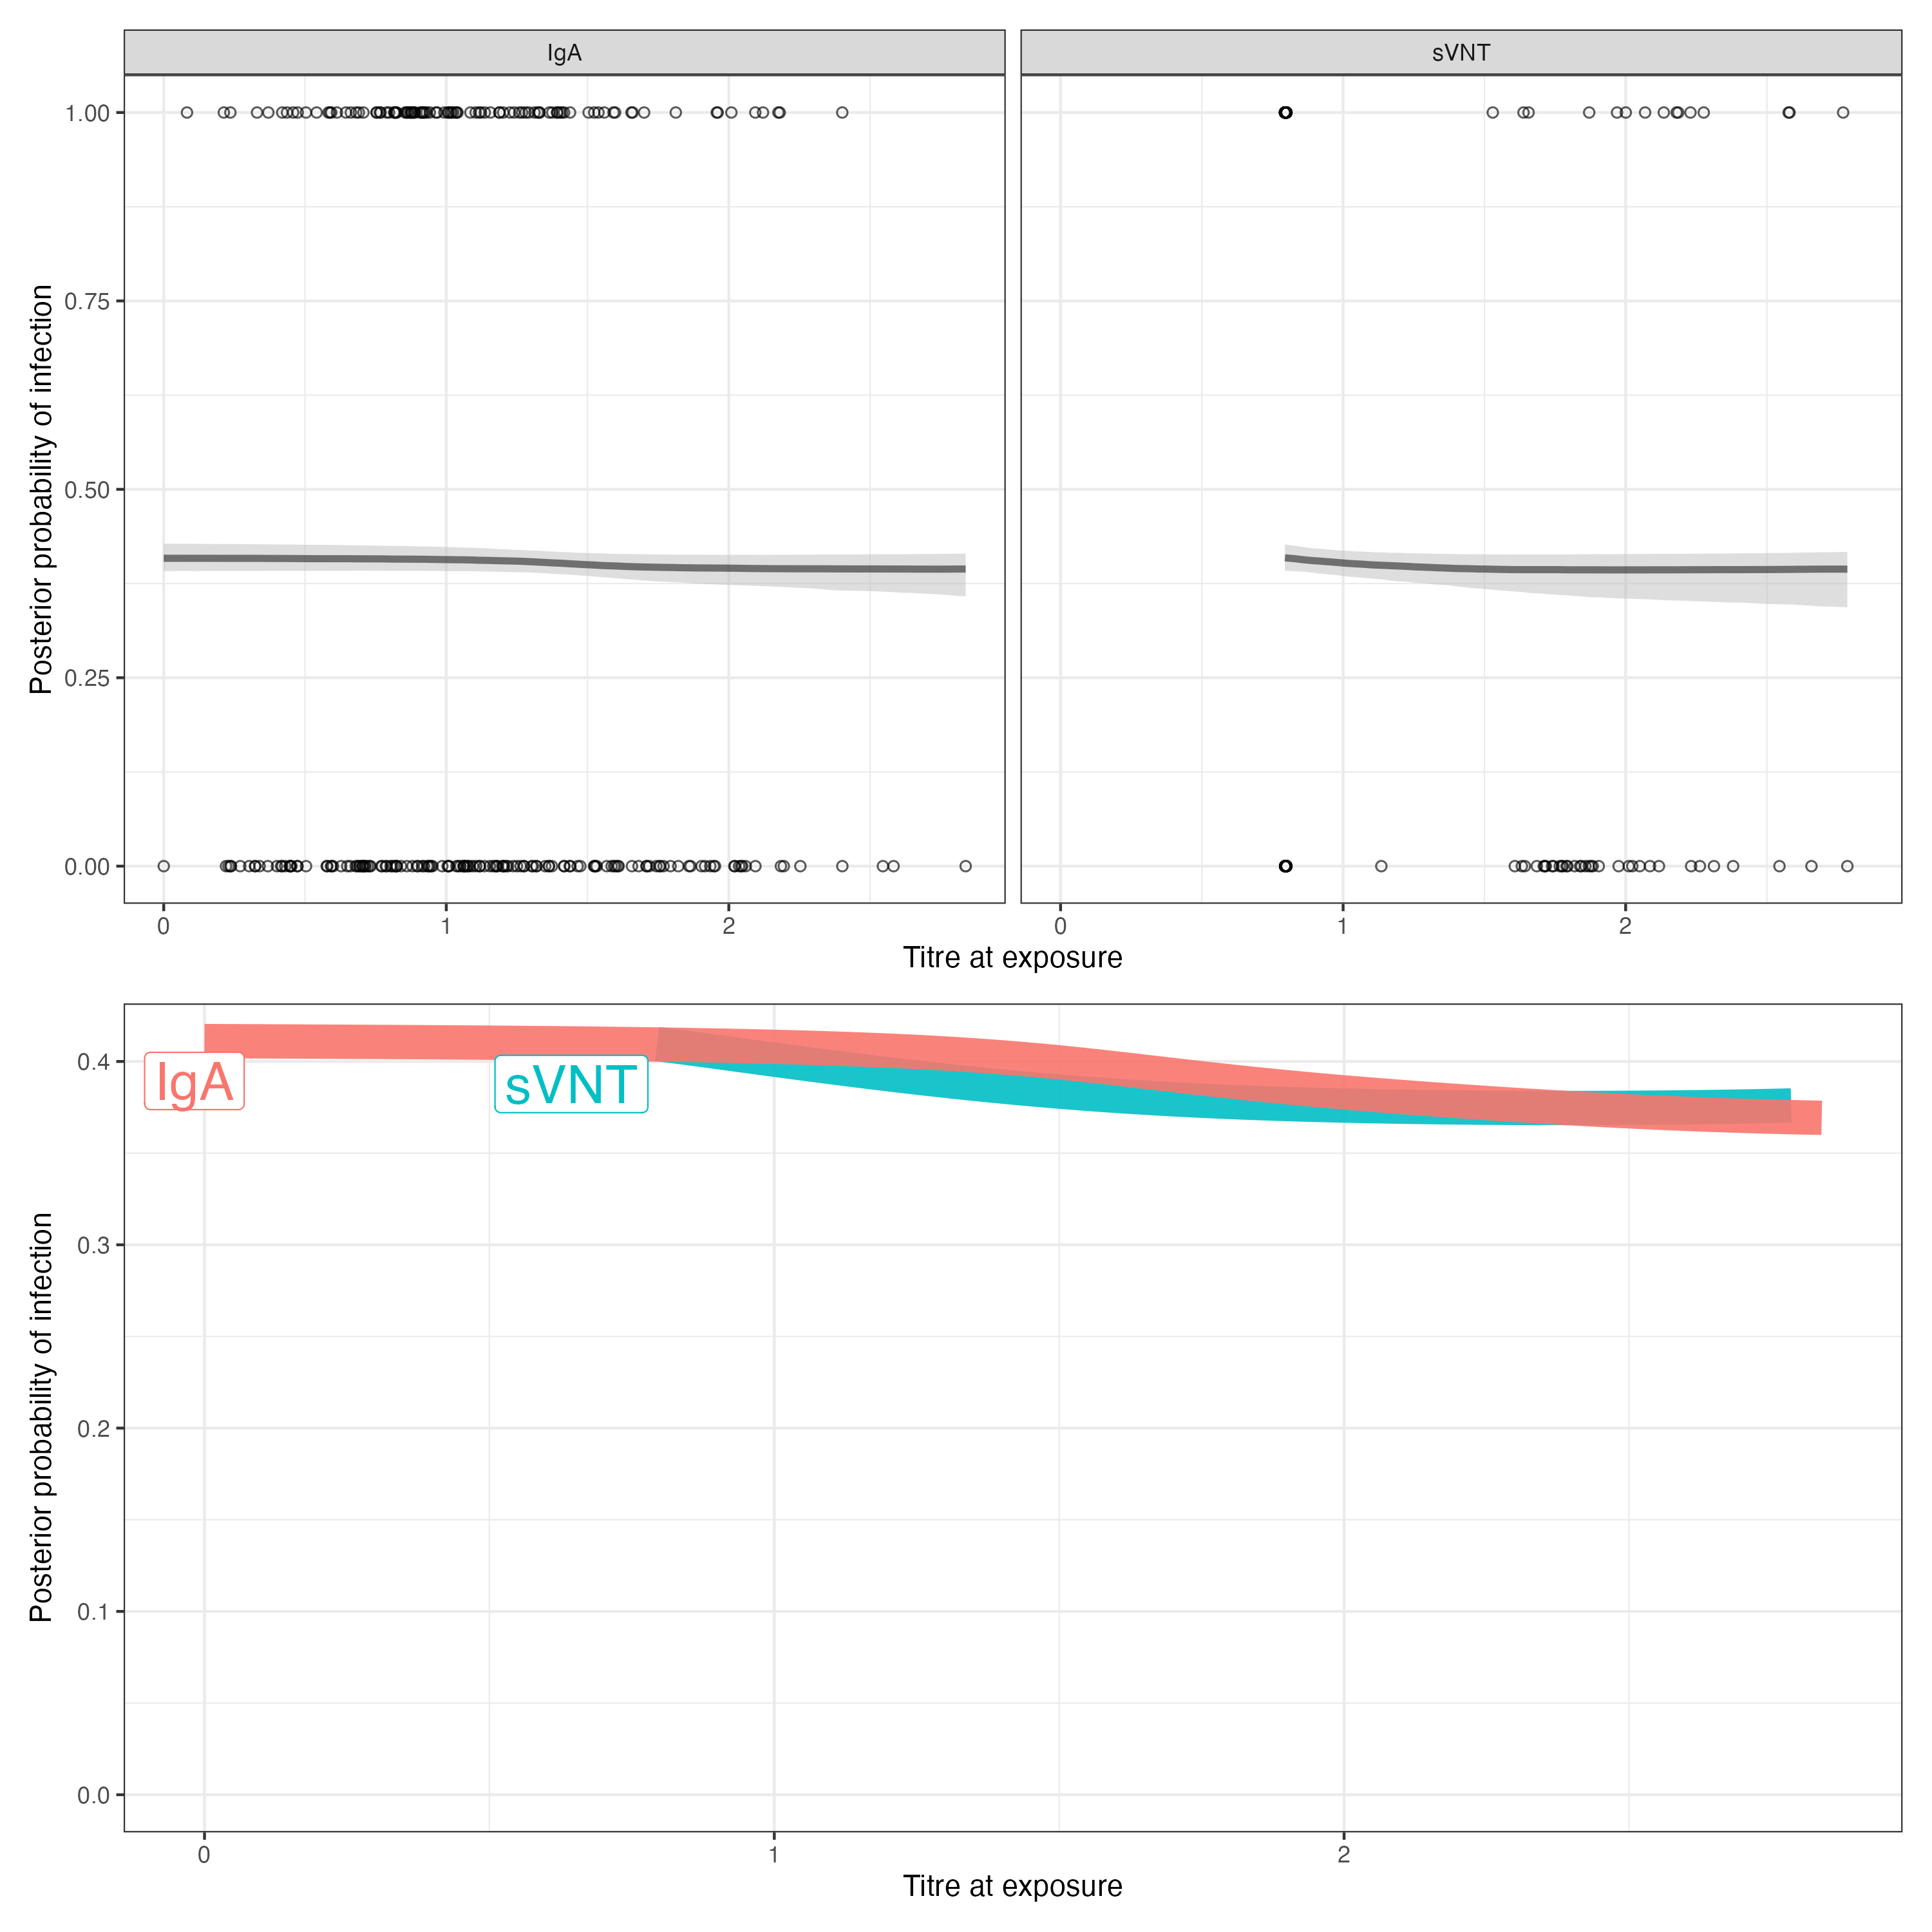 IgA
sVNT
Posterior probability of infection
1.00
0.75
0.50
0.25
0.00
0 1 2
0 1 2
Titre at exposure
Posterior probability of infection
0.4
0.3
0.2
0.1
0.0
IgA
sVNT
0 1 2
Titre at exposure